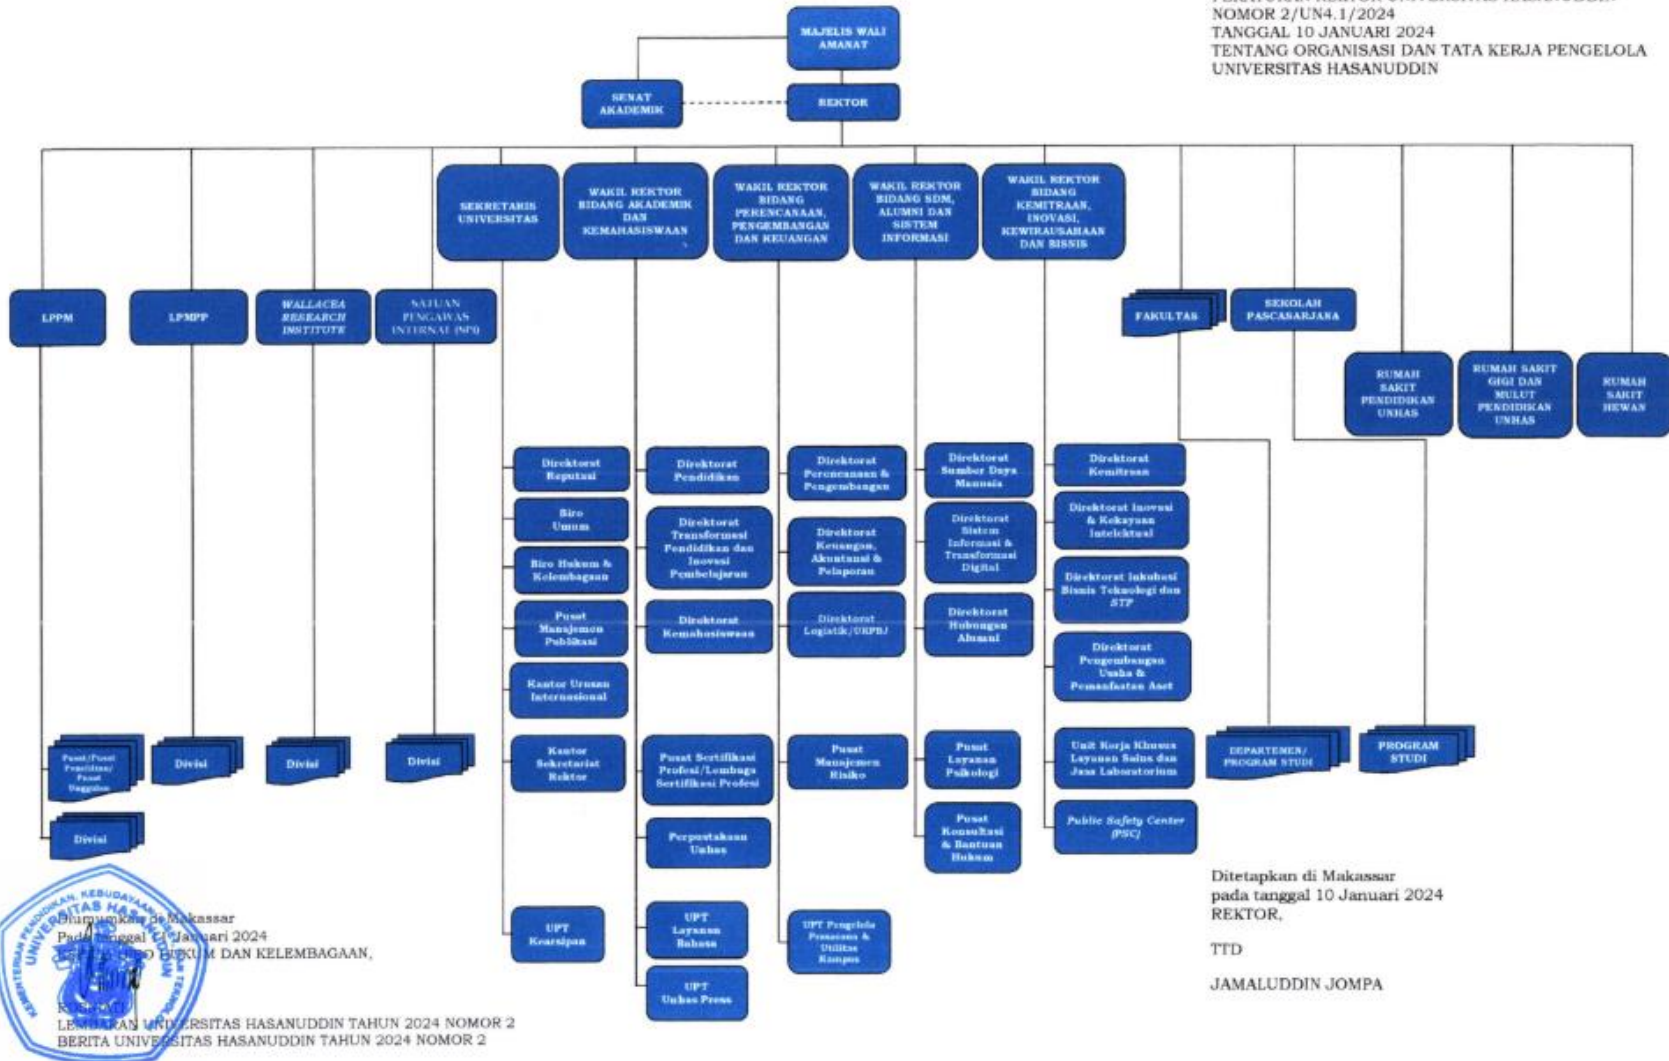 NOMOR 2/UN4.1/2024
TANGGAL 10 JANUARI 2024
TENTANG ORGANISASI DAN TATA KERJA PENGELOLA
UNIVERSITAS HASANUDDIN
MAJELIS WALI
AMANAT
SENAT
AKADEMIK
REKTOR
SEKRETARIS
UNIVERSITAS
WAKIL REKTOR
BIDANG AKADEMIK
DAN
KEMAHASISWAAN
WAKIL REKTOR
BIDANG
PERENCANAAN,
PENGEMBANGAN
DAN KEUANGAN
WAKIL REKTOR
BIDANG SDM,
ALUMNI DAN
SISTEM
INFORMASI
WAKIL REKTOR
BIDANG
KEMITRAAN,
INOVASI,
KEWIRAUSAHAAN
DAN BISNIS
LPPM
LPMPP
WALLACEA
RESEARCH
INSTITUTE
SATUAN
PENGAWAS
INTERNAL (SPI)
FAKULTAS
SEKOLAH
PASCASARJANA
RUMAH
SAKIT
PENDIDIKAN
UNHAS
RUMAH SAKIT
GIGI DAN
MULUT
PENDIDIKAN
UNHAS
RUMAH
SAKIT
HEWAN
Direktorat
Reputasi
Biro
Umum
Biro Hukum &
Kelembagaan
Pusat
Manajemen
Publikasi
Kantor Urusan
Internasional
Kantor
Sekretariat
Rektor
UPT
Kearsipan
Direktorat
Pendidikan
Direktorat
Transformasi
Pendidikan dan
Inovasi
Pembelajaran
Direktorat
Kemahasiswaan
Pusat Sertifikasi
Profesi/Lembaga
Sertifikasi Profesi
Perpustakaan
Unhas
UPT
Layanan
Bahasa
UPT
Unhas Press
Direktorat
Perencanaan &
Pengembangan
Direktorat
Keuangan,
Akuntansi &
Pelaporan
Direktorat
Logistik/UKPBJ
Pusat
Manajemen
Risiko
UPT Pengelola
Prasarana &
Utilitas
Kampus
Direktorat
Sumber Daya
Manusia
Direktorat
Sistem
Informasi &
Transformasi
Digital
Direktorat
Hubungan
Alumni
Pusat
Layanan
Psikologi
Pusat
Konsultasi
& Bantuan
Hukum
Direktorat
Kemitraan
Direktorat Inovasi
& Kekayaan
Intelektual
Direktorat Inkubasi
Bisnis Teknologi dan
STP
Direktorat
Pengembangan
Usaha &
Pemanfaatan Aset
Unit Kerja Khusus
Layanan Sains dan
Jasa Laboratorium
Public Safety Center
(PSC)
Pusat/Pusat
Penelitian/
Pusat
Unggulan
Divisi
Divisi
Divisi
Divisi
DEPARTEMEN/
PROGRAM STUDI
PROGRAM
STUDI
Diumumkan di Makassar
Pada tanggal Januari 2024
HUKUM DAN KELEMBAGAAN,
LEMBARAN UNIVERSITAS HASANUDDIN TAHUN 2024 NOMOR 2
BERITA UNIVERSITAS HASANUDDIN TAHUN 2024 NOMOR 2
UNIVERSITAS HASANUDDIN
Ditetapkan di Makassar
pada tanggal 10 Januari 2024
REKTOR,
TTD
JAMALUDDIN JOMPA